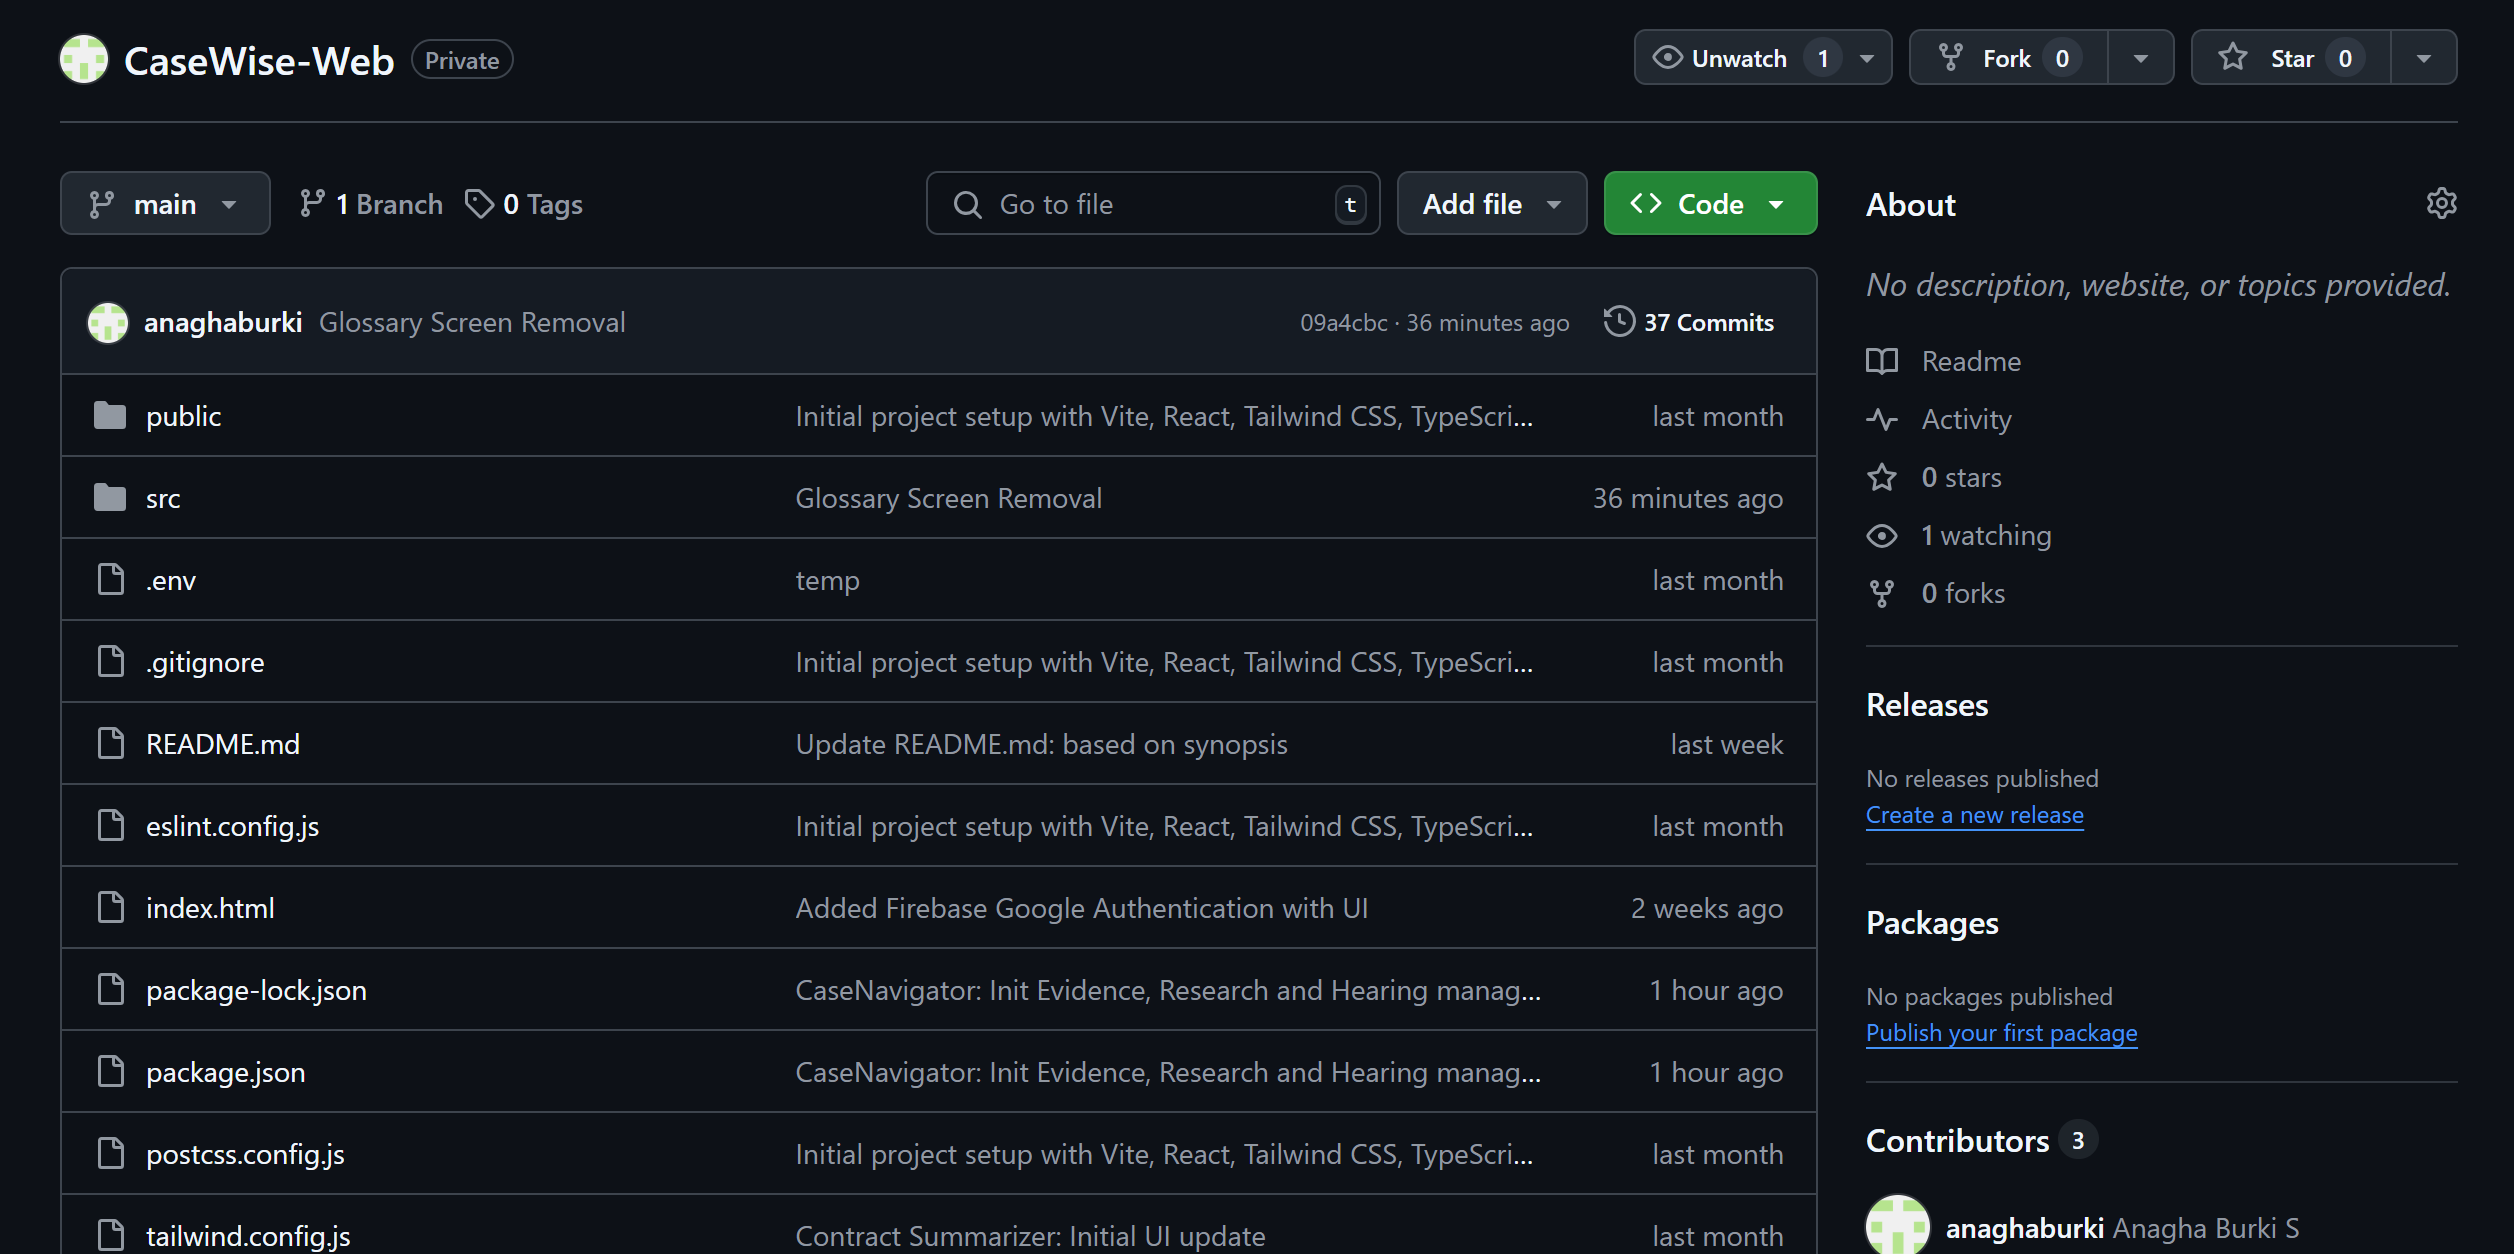 CaseWise-Web Private Unwatch 1 Fork 0 Star 0
main 1 Branch 0 Tags Go to file t Add file Code
anaghaburki Glossary Screen Removal 09a4cbc · 36 minutes ago 37 Commits
public Initial project setup with Vite, React, Tailwind CSS, TypeScri... last month
src Glossary Screen Removal 36 minutes ago
.env temp last month
.gitignore Initial project setup with Vite, React, Tailwind CSS, TypeScri... last month
README.md Update README.md: based on synopsis last week
eslint.config.js Initial project setup with Vite, React, Tailwind CSS, TypeScri... last month
index.html Added Firebase Google Authentication with UI 2 weeks ago
package-lock.json CaseNavigator: Init Evidence, Research and Hearing manag... 1 hour ago
package.json CaseNavigator: Init Evidence, Research and Hearing manag... 1 hour ago
postcss.config.js Initial project setup with Vite, React, Tailwind CSS, TypeScri... last month
tailwind.config.js Contract Summarizer: Initial UI update last month
About
No description, website, or topics provided.
Readme
Activity
0 stars
1 watching
0 forks
Releases
No releases published
Create a new release
Packages
No packages published
Publish your first package
Contributors 3
anaghaburki Anagha Burki S